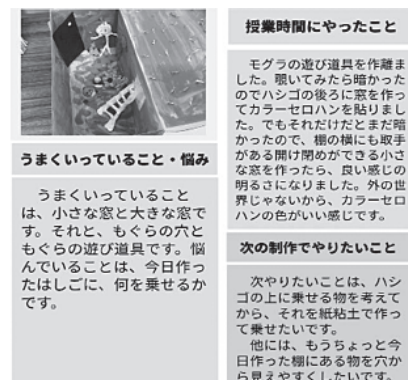 うまくいっていること・悩み
うまくいっていること
は、小さな窓と大きな窓で
す。それと、もぐらの穴と
もぐらの遊び道具です。悩
んでいることは、今日作っ
たはしごに、何を乗せるか
です。
授業時間にやったこと
モグラの遊び道具を作離ま
した。覗いてみたら暗かった
のでハシゴの後ろに窓を作っ
てカラーセロハンを貼りまし
た。でもそれだけだとまだ暗
かったので、棚の横にも取手
がある開け閉めができる小さ
な窓を作ったら、良い感じの
明るさになりました。外の世
界じゃないから、カラーセロ
ハンの色がいい感じです。
次の制作でやりたいこと
次やりたいことは、ハシ
ゴの上に乗せる物を考えて
から、それを紙粘土で作っ
て乗せたいです。
他には、もうちょっと今
日作った棚にある物を穴か
ら見えやすくしたいです。